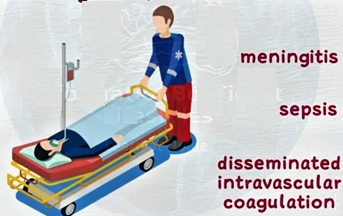 meningitis
sepsis
disseminated
intravascular
coagulation